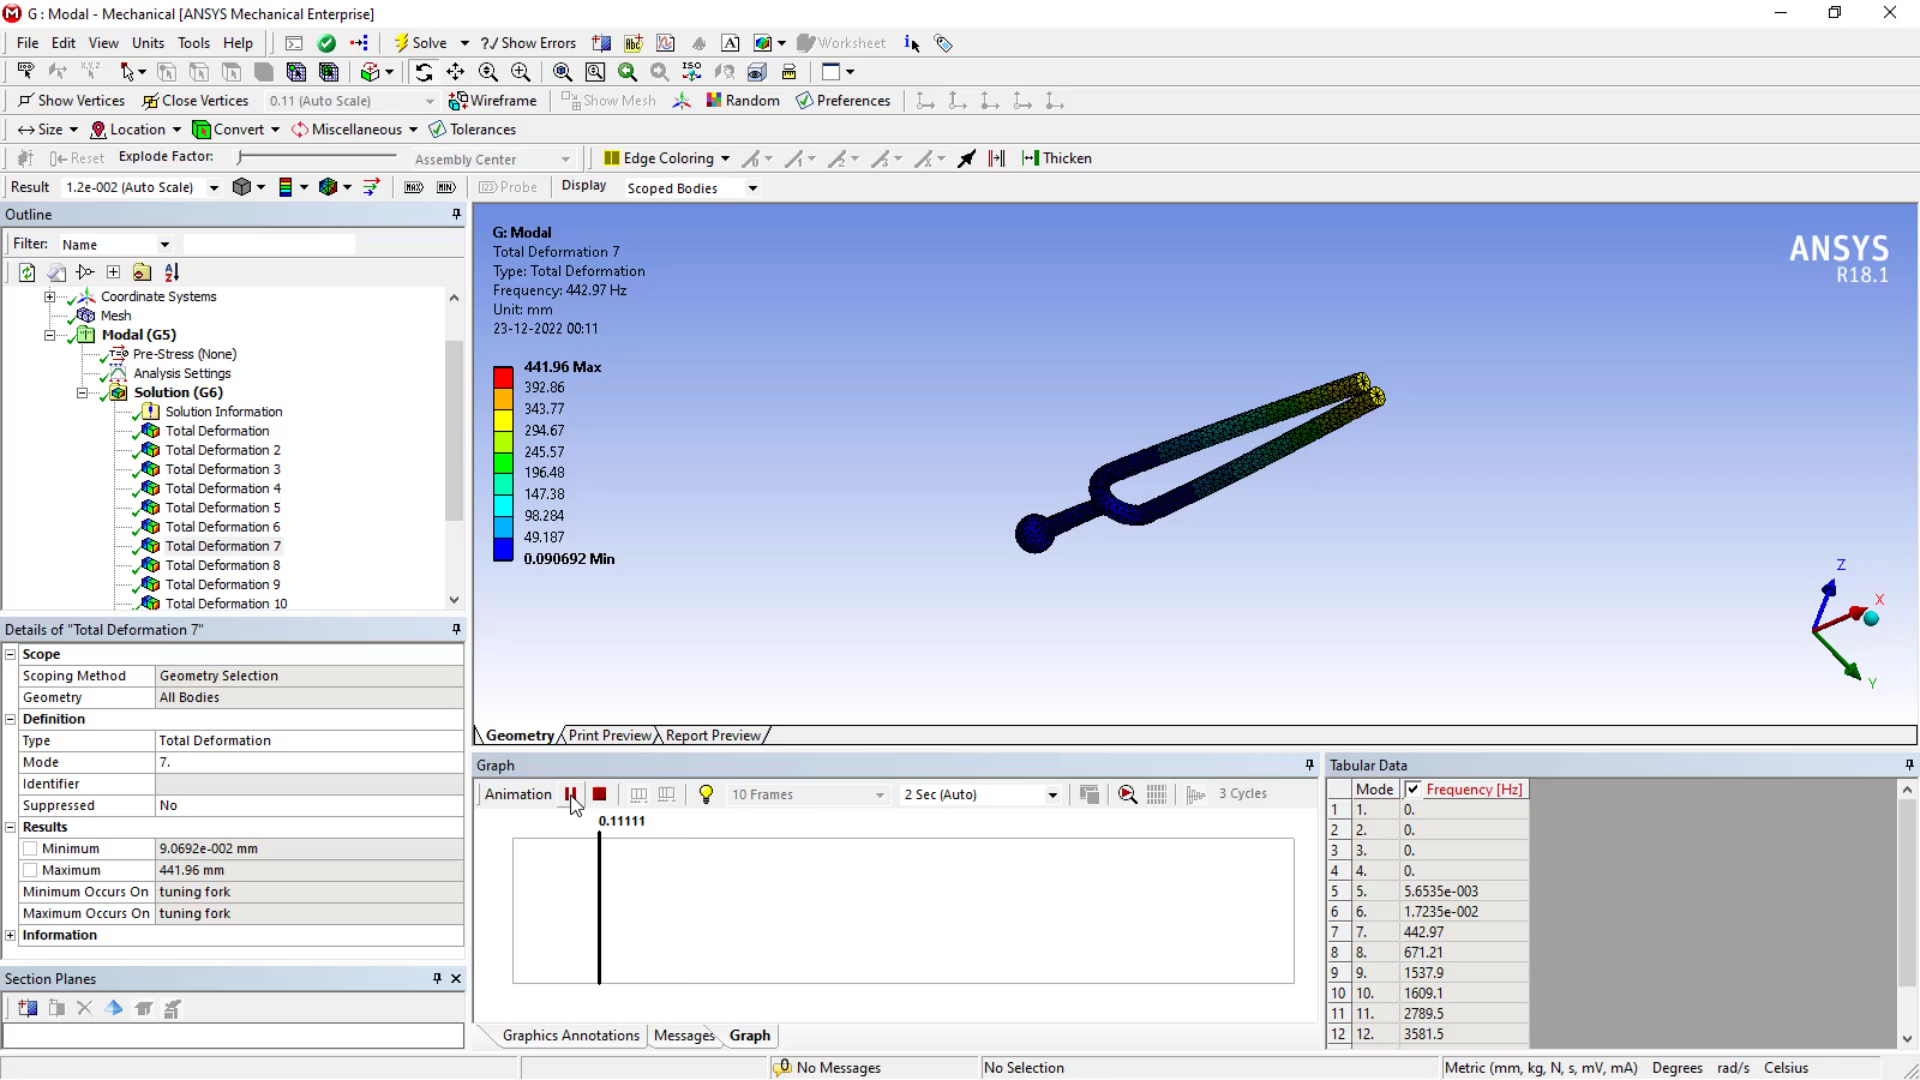 G : Modal - Mechanical [ANSYS Mechanical Enterprise]
File Edit View Units Tools Help Solve ?/ Show Errors Worksheet
ISO
Show Vertices Close Vertices 0.11 (Auto Scale) Wireframe Show Mesh Random Preferences
Size Location Convert Miscellaneous Tolerances
Reset Explode Factor: Assembly Center Edge Coloring Thicken
Result 1.2e-002 (Auto Scale) MAX MIN Probe Display Scoped Bodies
Outline
Filter: Name
Coordinate Systems
Mesh
Modal (G5)
Pre-Stress (None)
Analysis Settings
Solution (G6)
Solution Information
Total Deformation
Total Deformation 2
Total Deformation 3
Total Deformation 4
Total Deformation 5
Total Deformation 6
Total Deformation 7
Total Deformation 8
Total Deformation 9
Total Deformation 10
Details of "Total Deformation 7"
Scope
Scoping Method Geometry Selection
Geometry All Bodies
Definition
Type Total Deformation
Mode 7.
Identifier
Suppressed No
Results
Minimum 9.0692e-002 mm
Maximum 441.96 mm
Minimum Occurs On tuning fork
Maximum Occurs On tuning fork
Information
Section Planes
G: Modal
Total Deformation 7
Type: Total Deformation
Frequency: 442.97 Hz
Unit: mm
23-12-2022 00:11
441.96 Max
392.86
343.77
294.67
245.57
196.48
147.38
98.284
49.187
0.090692 Min
ANSYS
R18.1
Z
X
Y
Geometry Print Preview Report Preview
Graph
Animation 10 Frames 2 Sec (Auto) 3 Cycles
0.11111
Graphics Annotations Messages Graph
Tabular Data
Mode Frequency [Hz]
1 1. 0.
2 2. 0.
3 3. 0.
4 4. 0.
5 5. 5.6535e-003
6 6. 1.7235e-002
7 7. 442.97
8 8. 671.21
9 9. 1537.9
10 10. 1609.1
11 11. 2789.5
12 12. 3581.5
No Messages No Selection Metric (mm, kg, N, s, mV, mA) Degrees rad/s Celsius